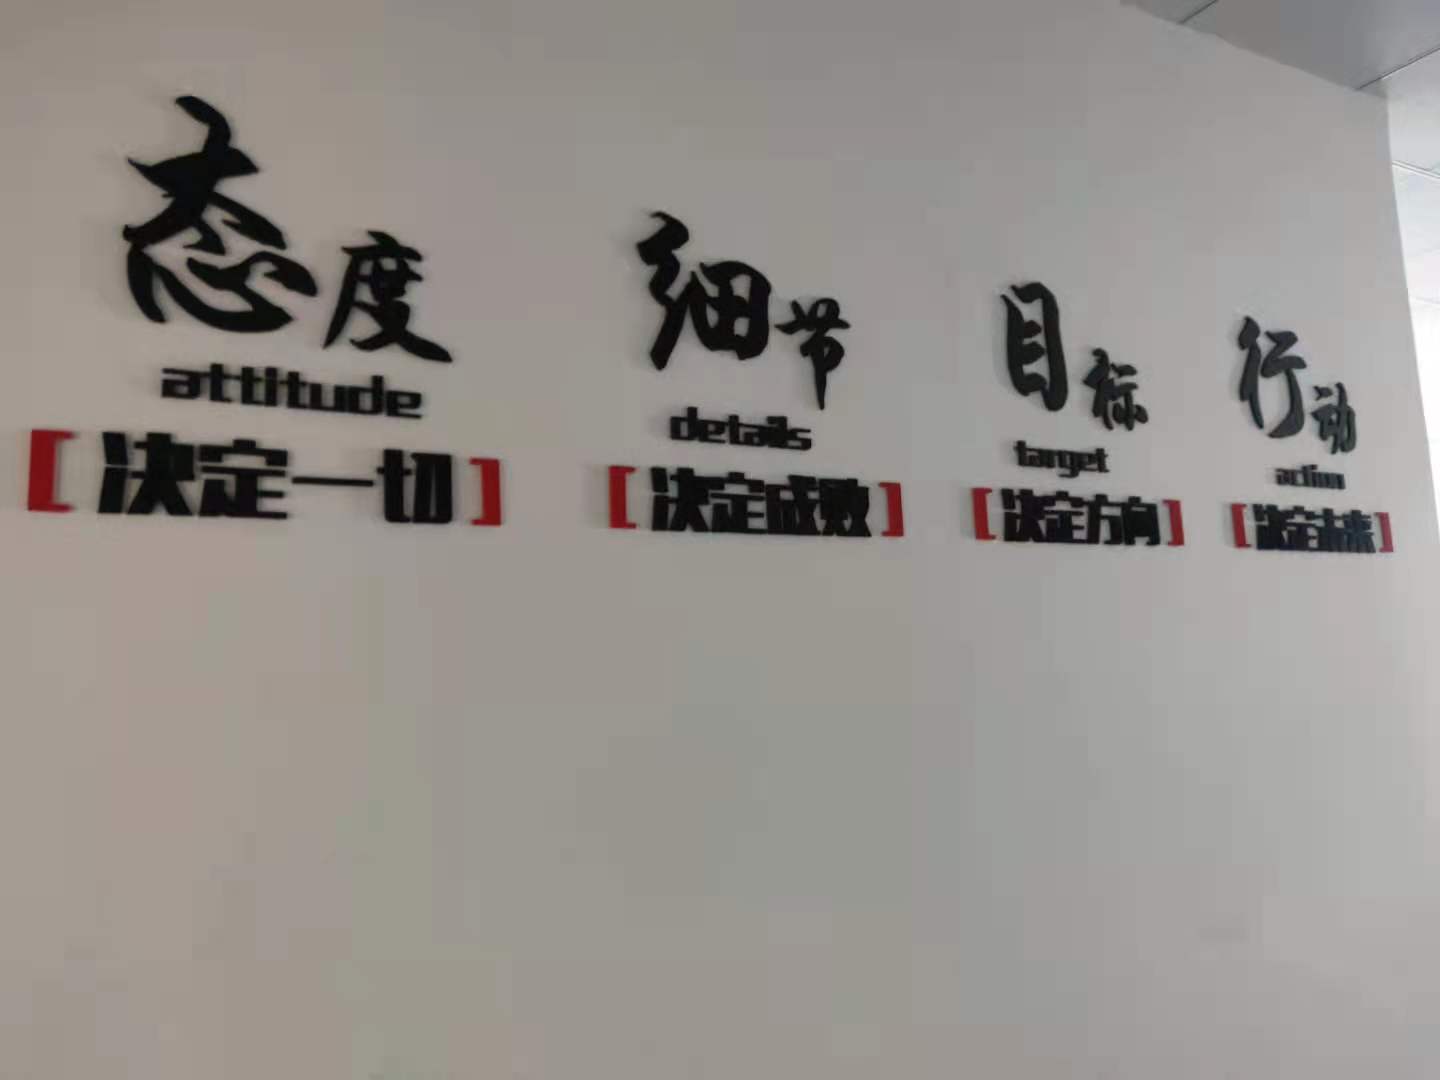 态度
attitude
[决定一切]
细节
details
[决定成败]
目标
target
[决定方向]
行动
action
[决定未来]